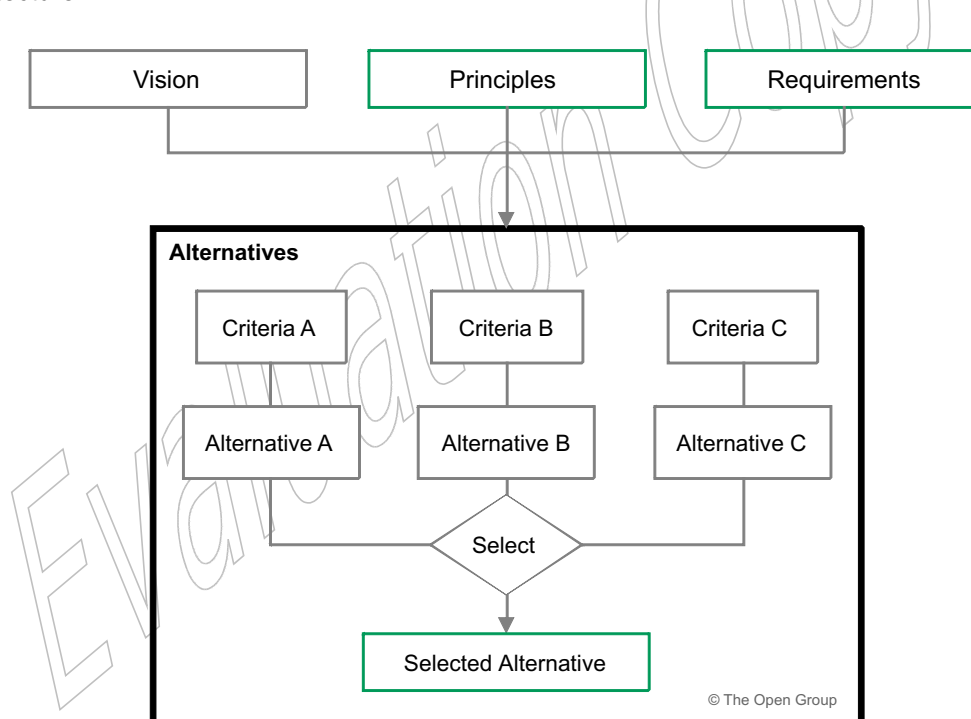 Vision
Principles
Requirements
Alternatives
Criteria A
Criteria B
Criteria C
Alternative A
Alternative B
Alternative C
Select
Selected Alternative
© The Open Group
Evaluation Copy